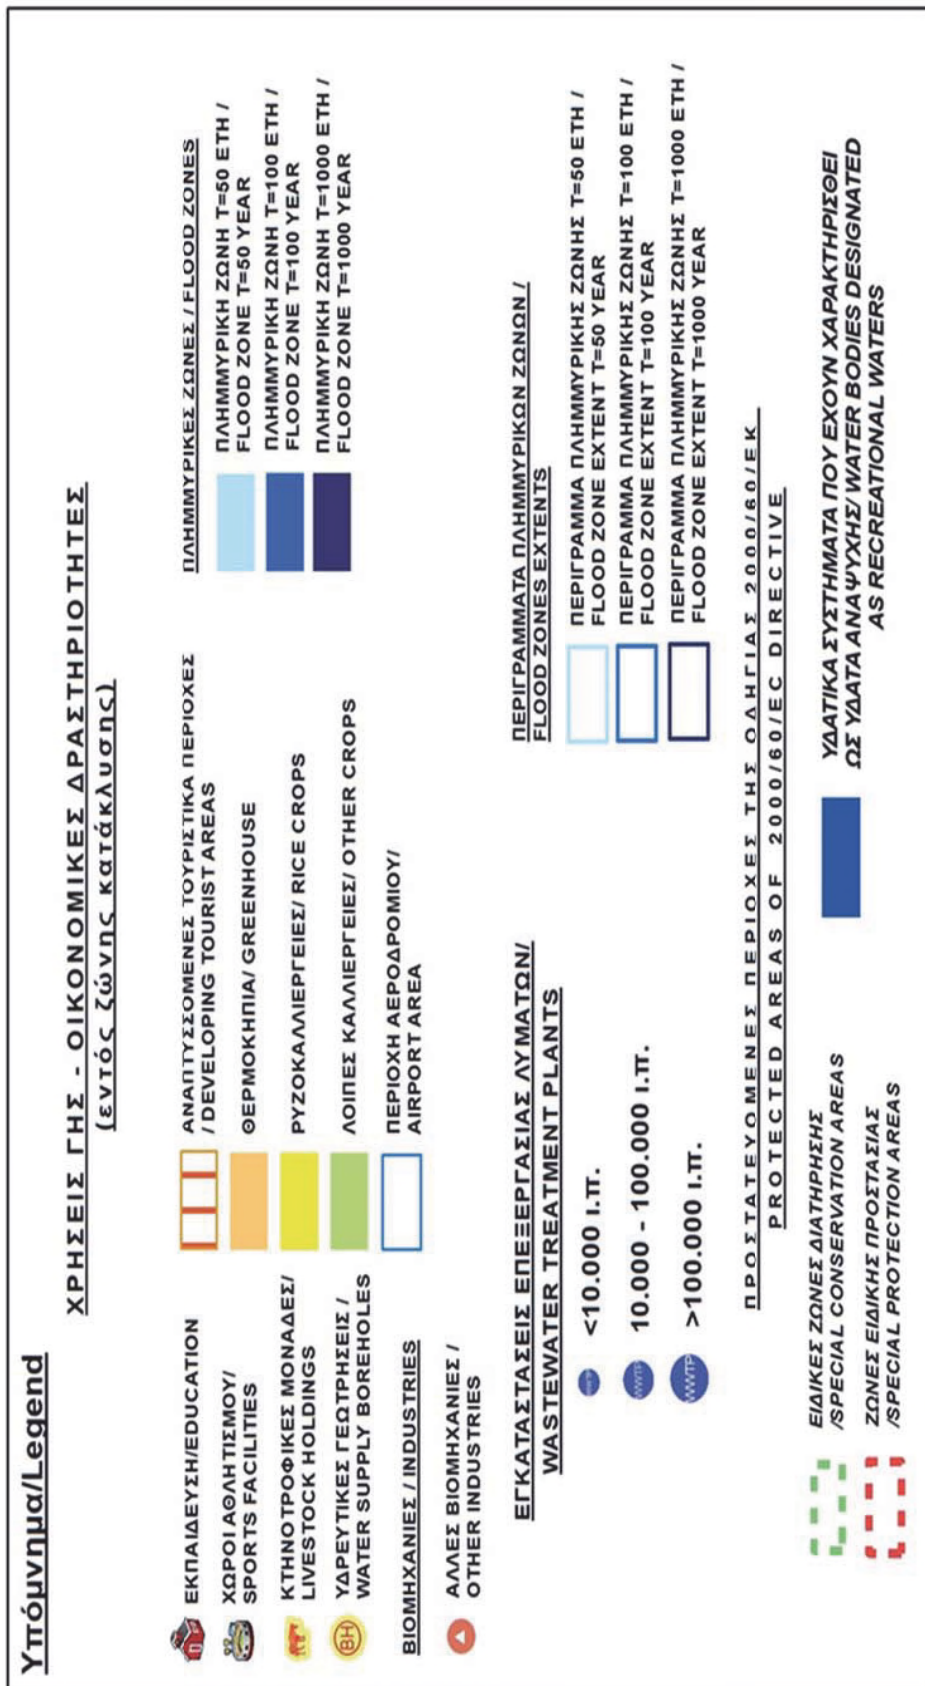 Υπόμνημα/Legend
ΧΡΗΣΕΙΣ ΓΗΣ - ΟΙΚΟΝΟΜΙΚΕΣ ΔΡΑΣΤΗΡΙΟΤΗΤΕΣ
(εντός ζώνης κατάκλυσης)
ΕΚΠΑΙΔΕΥΣΗ/EDUCATION
ΧΩΡΟΙ ΑΘΛΗΤΙΣΜΟΥ/
SPORTS FACILITIES
ΚΤΗΝΟΤΡΟΦΙΚΕΣ ΜΟΝΑΔΕΣ/
LIVESTOCK HOLDINGS
BH
ΥΔΡΕΥΤΙΚΕΣ ΓΕΩΤΡΗΣΕΙΣ /
WATER SUPPLY BOREHOLES
ΒΙΟΜΗΧΑΝΙΕΣ / INDUSTRIES
ΑΛΛΕΣ ΒΙΟΜΗΧΑΝΙΕΣ /
OTHER INDUSTRIES
ΑΝΑΠΤΥΣΣΟΜΕΝΕΣ ΤΟΥΡΙΣΤΙΚΑ ΠΕΡΙΟΧΕΣ
/ DEVELOPING TOURIST AREAS
ΘΕΡΜΟΚΗΠΙΑ/ GREENHOUSE
ΡΥΖΟΚΑΛΛΙΕΡΓΕΙΕΣ/ RICE CROPS
ΛΟΙΠΕΣ ΚΑΛΛΙΕΡΓΕΙΕΣ/ OTHER CROPS
ΠΕΡΙΟΧΗ ΑΕΡΟΔΡΟΜΙΟΥ/
AIRPORT AREA
ΠΛΗΜΜΥΡΙΚΕΣ ΖΩΝΕΣ / FLOOD ZONES
ΠΛΗΜΜΥΡΙΚΗ ΖΩΝΗ T=50 ΕΤΗ /
FLOOD ZONE T=50 YEAR
ΠΛΗΜΜΥΡΙΚΗ ΖΩΝΗ T=100 ΕΤΗ /
FLOOD ZONE T=100 YEAR
ΠΛΗΜΜΥΡΙΚΗ ΖΩΝΗ T=1000 ΕΤΗ /
FLOOD ZONE T=1000 YEAR
ΕΓΚΑΤΑΣΤΑΣΕΙΣ ΕΠΕΞΕΡΓΑΣΙΑΣ ΛΥΜΑΤΩΝ/
WASTEWATER TREATMENT PLANTS
<10.000 ι.π.
WWTP
10.000 - 100.000 ι.π.
WWTP
>100.000 ι.π.
ΠΕΡΙΓΡΑΜΜΑΤΑ ΠΛΗΜΜΥΡΙΚΩΝ ΖΩΝΩΝ /
FLOOD ZONES EXTENTS
ΠΕΡΙΓΡΑΜΜΑ ΠΛΗΜΜΥΡΙΚΗΣ ΖΩΝΗΣ T=50 ΕΤΗ /
FLOOD ZONE EXTENT T=50 YEAR
ΠΕΡΙΓΡΑΜΜΑ ΠΛΗΜΜΥΡΙΚΗΣ ΖΩΝΗΣ T=100 ΕΤΗ /
FLOOD ZONE EXTENT T=100 YEAR
ΠΕΡΙΓΡΑΜΜΑ ΠΛΗΜΜΥΡΙΚΗΣ ΖΩΝΗΣ T=1000 ΕΤΗ /
FLOOD ZONE EXTENT T=1000 YEAR
ΠΡΟΣΤΑΤΕΥΟΜΕΝΕΣ ΠΕΡΙΟΧΕΣ ΤΗΣ ΟΔΗΓΙΑΣ 2000/60/ΕΚ
PROTECTED AREAS OF 2000/60/EC DIRECTIVE
ΕΙΔΙΚΕΣ ΖΩΝΕΣ ΔΙΑΤΗΡΗΣΗΣ
/SPECIAL CONSERVATION AREAS
ΖΩΝΕΣ ΕΙΔΙΚΗΣ ΠΡΟΣΤΑΣΙΑΣ
/SPECIAL PROTECTION AREAS
ΥΔΑΤΙΚΑ ΣΥΣΤΗΜΑΤΑ ΠΟΥ ΕΧΟΥΝ ΧΑΡΑΚΤΗΡΙΣΘΕΙ
ΩΣ ΥΔΑΤΑ ΑΝΑΨΥΧΗΣ/ WATER BODIES DESIGNATED
AS RECREATIONAL WATERS